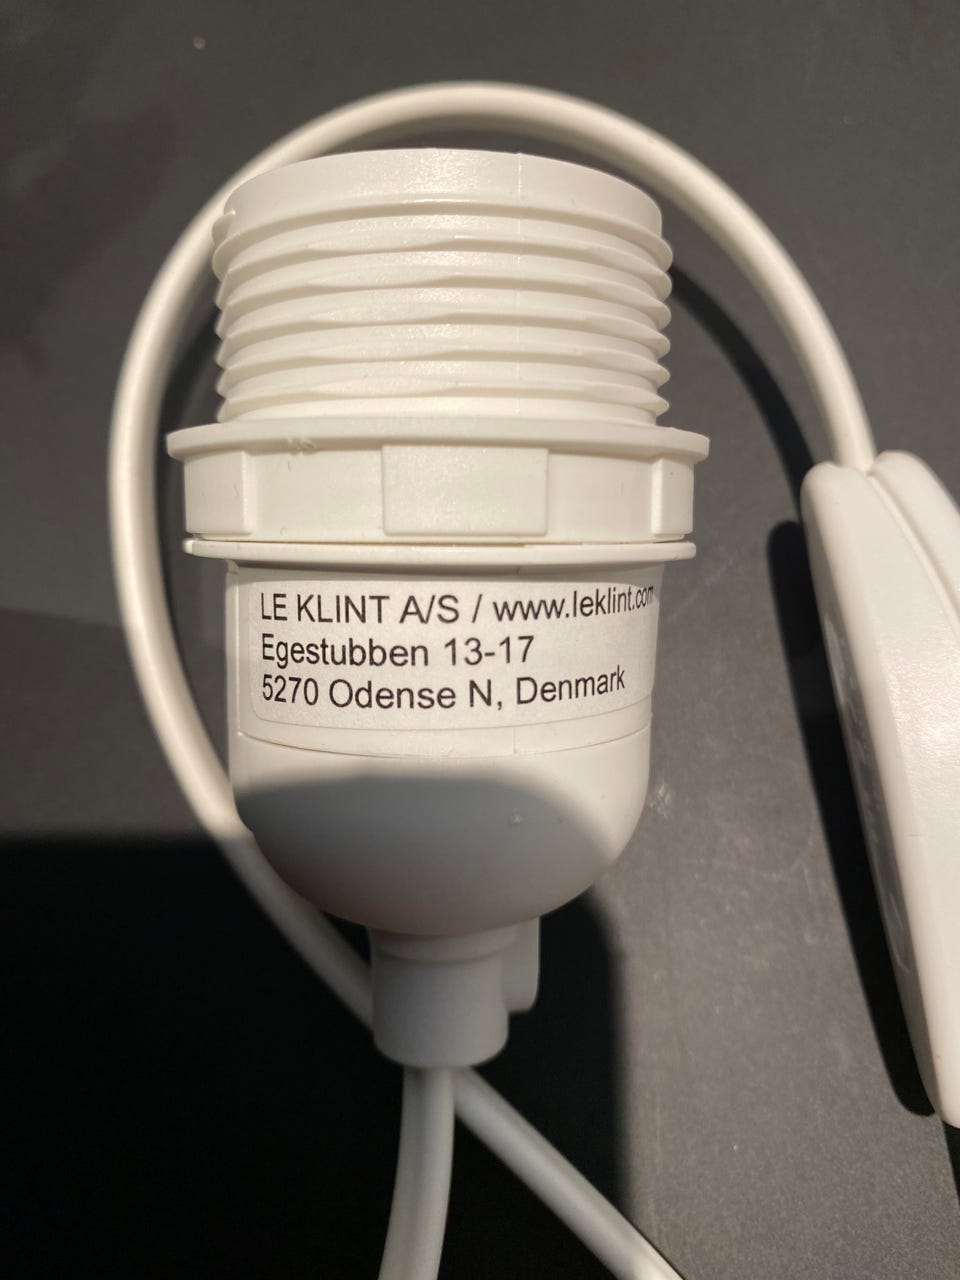 LE KLINT A/S / www.leklint.com
Egestubben 13-17
5270 Odense N, Denmark